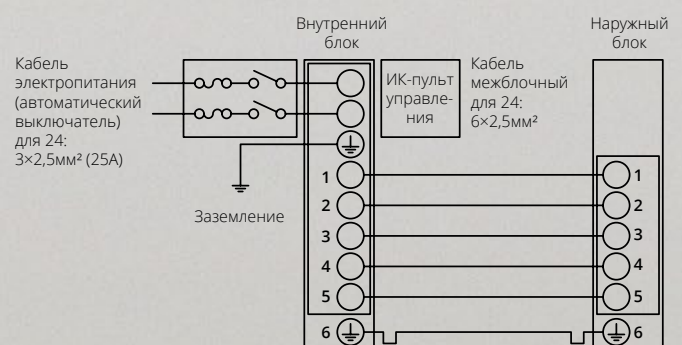 Внутренний
блок
Наружный
блок
Кабель
электропитания
(автоматический
выключатель)
для 24:
3×2,5мм² (25А)
ИК-пульт
управле-
ния
Кабель
межблочный
для 24:
6×2,5мм²
Заземление
1
2
3
4
5
6
1
2
3
4
5
6